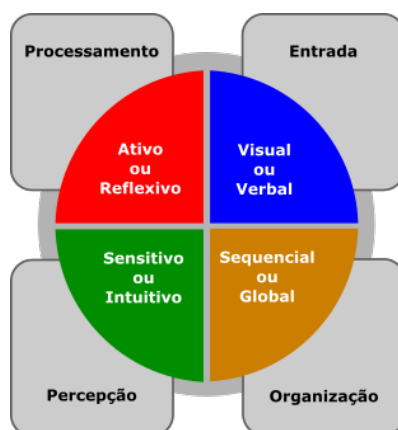 Processamento
Entrada
Ativo
ou
Reflexivo
Visual
ou
Verbal
Sensitivo
ou
Intuitivo
Sequencial
ou
Global
Percepção
Organização